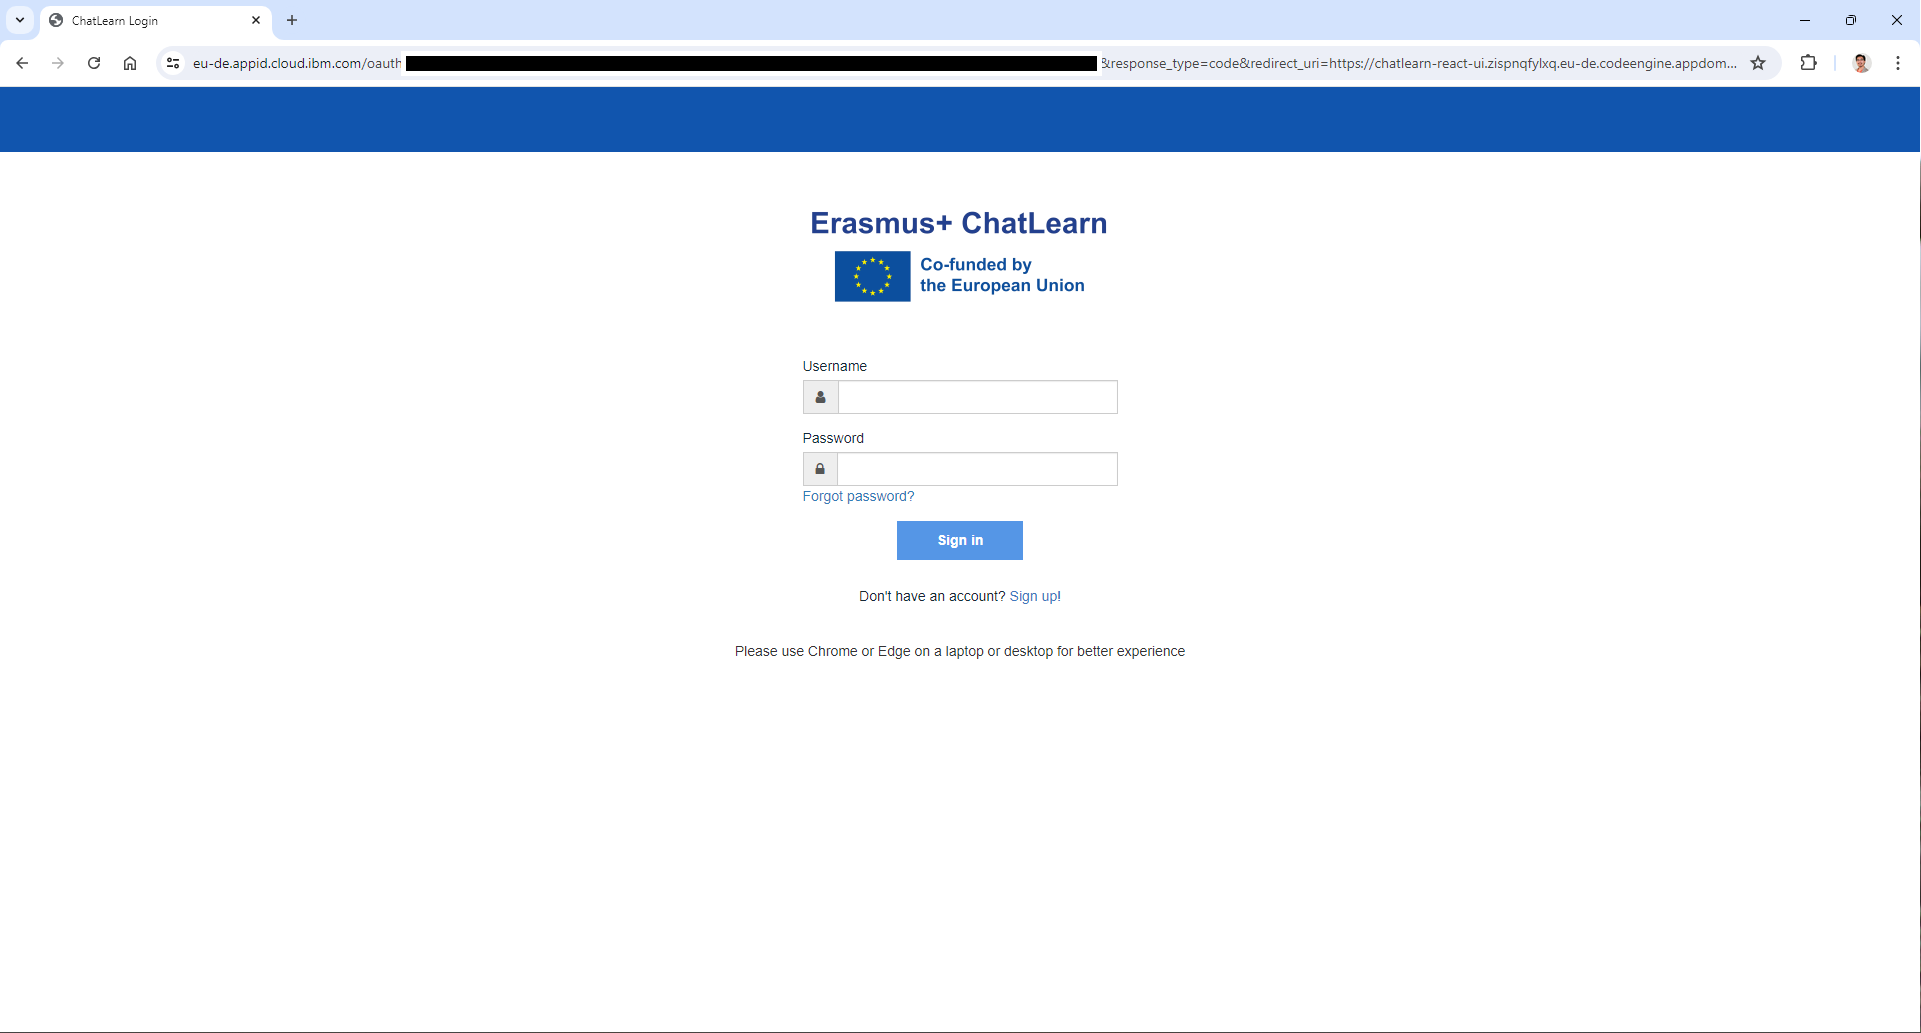 ChatLearn Login
eu-de.appid.cloud.ibm.com/oauth &response_type=code&redirect_uri=https://chatlearn-react-ui.zispnqfylxq.eu-de.codeengine.appdom...
Erasmus+ ChatLearn
Co-funded by
the European Union
Username
Password
Forgot password?
Sign in
Don't have an account? Sign up!
Please use Chrome or Edge on a laptop or desktop for better experience